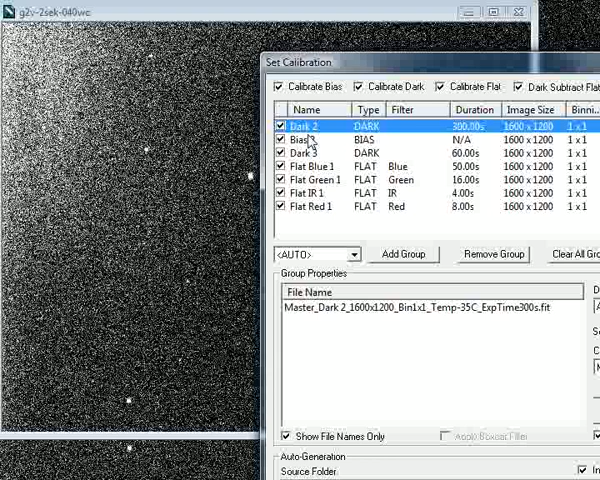 g2v-2sek-040wc
Set Calibration
Calibrate Bias Calibrate Dark Calibrate Flat Dark Subtract Flat
Name Type Filter Duration Image Size Binni...
Dark 2 DARK 300.00s 1600 x 1200 1 x 1
Bias BIAS N/A 1600 x 1200 1 x 1
Dark 3 DARK 60.00s 1600 x 1200 1 x 1
Flat Blue 1 FLAT Blue 50.00s 1600 x 1200 1 x 1
Flat Green 1 FLAT Green 16.00s 1600 x 1200 1 x 1
Flat IR 1 FLAT IR 4.00s 1600 x 1200 1 x 1
Flat Red 1 FLAT Red 8.00s 1600 x 1200 1 x 1
<AUTO> Add Group Remove Group Clear All Gro
Group Properties
File Name
Master_Dark 2_1600x1200_Bin1x1_Temp-35C_ExpTime300s.fit
Show File Names Only Apply Boxcar Filter
Auto-Generation
Source Folder In